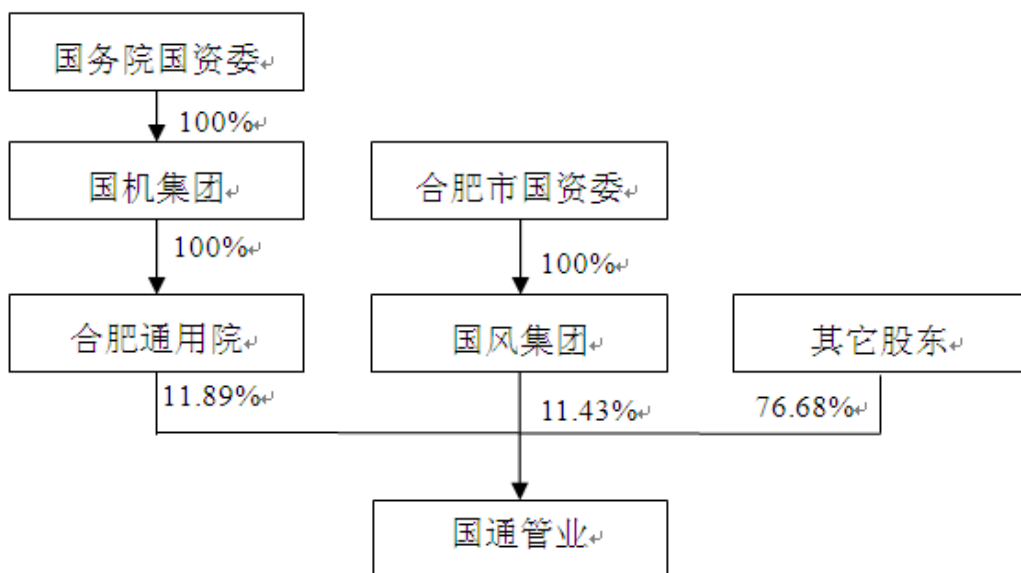 国务院国资委
100%
国机集团
合肥市国资委
100%
100%
合肥通用院
国风集团
其它股东
11.89%
11.43%
76.68%
国通管业